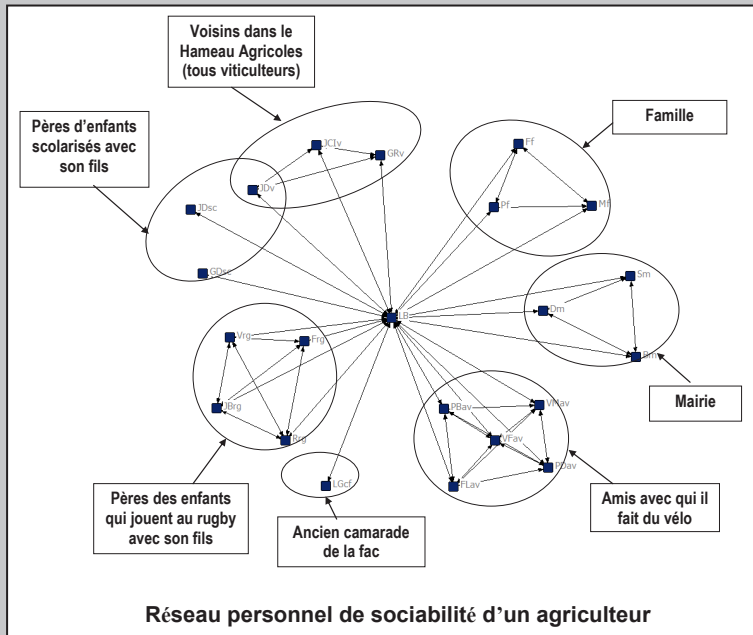 Voisins dans le
Hameau Agricoles
(tous viticulteurs)
Famille
Pères d'enfants
scolarisés avec
son fils
JCIv
GRv
JDv
JDsc
GDsc
Ff
Pf
Mf
LB
Sm
Dm
Mairie
Vrg
Frg
JBrg
Rrg
PBav
VMav
VFav
PDav
FLav
LGcf
Pères des enfants
qui jouent au rugby
avec son fils
Ancien camarade
de la fac
Amis avec qui il
fait du vélo
Réseau personnel de sociabilité d'un agriculteur